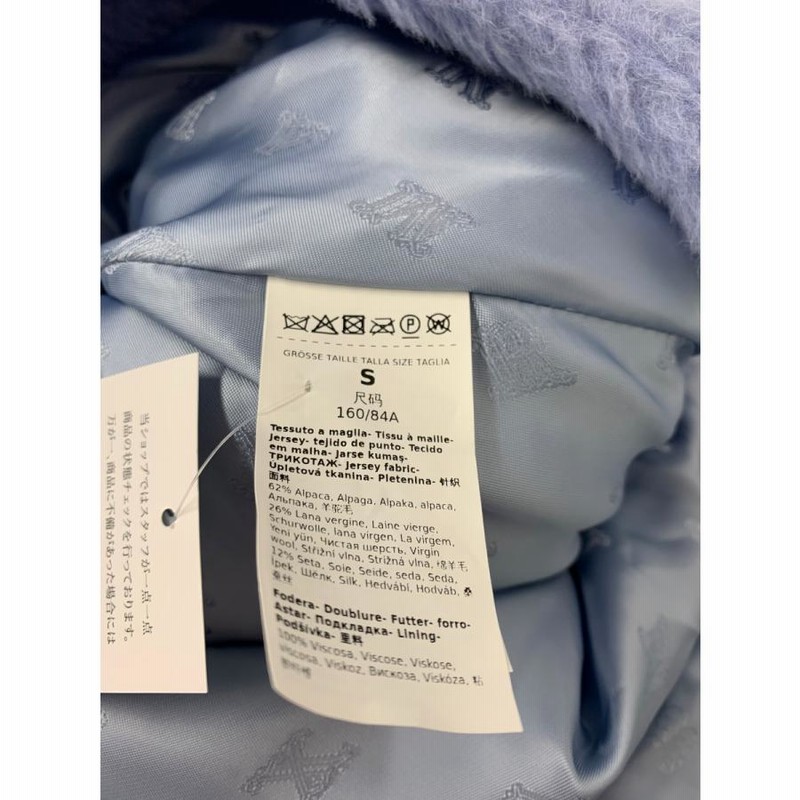 GRÖSSE TAILLE TALLA SIZE TAGLIA
S
尺码
160/84A
Tessuto a maglia- Tissu à maille-
Jersey- tejido de punto- Tecido
em malha- Jarse kumaş-
ТРИКОТАЖ- Jersey fabric-
Úpletová tkanina- Pletenina- 针织
面料
62% Alpaca, Alpaga, Alpaka, alpaca,
Альпака, 羊驼毛
26% Lana vergine, Laine vierge,
Schurwolle, lana virgen, La virgem,
Yeni yün, Чистая шерсть, Virgin
wool, Střižní vlna, Strižná vlna, 绵羊毛
12% Seta, Soie, Seide, seda, Seda,
İpek, Шёлк, Silk, Hedvábí, Hodváb, 桑
蚕丝
Fodera- Doublure- Futter- forro-
Astar- Подкладка- Lining-
Podšívka- 里料
100% Viscosa, Viscose, Viskose,
viscosa, Viskoz, Вискоза, Viskóza, 粘
当ショップではスタッフが一点一点
商品の状態チェックを行っております。
万が一、商品に不備があった場合には